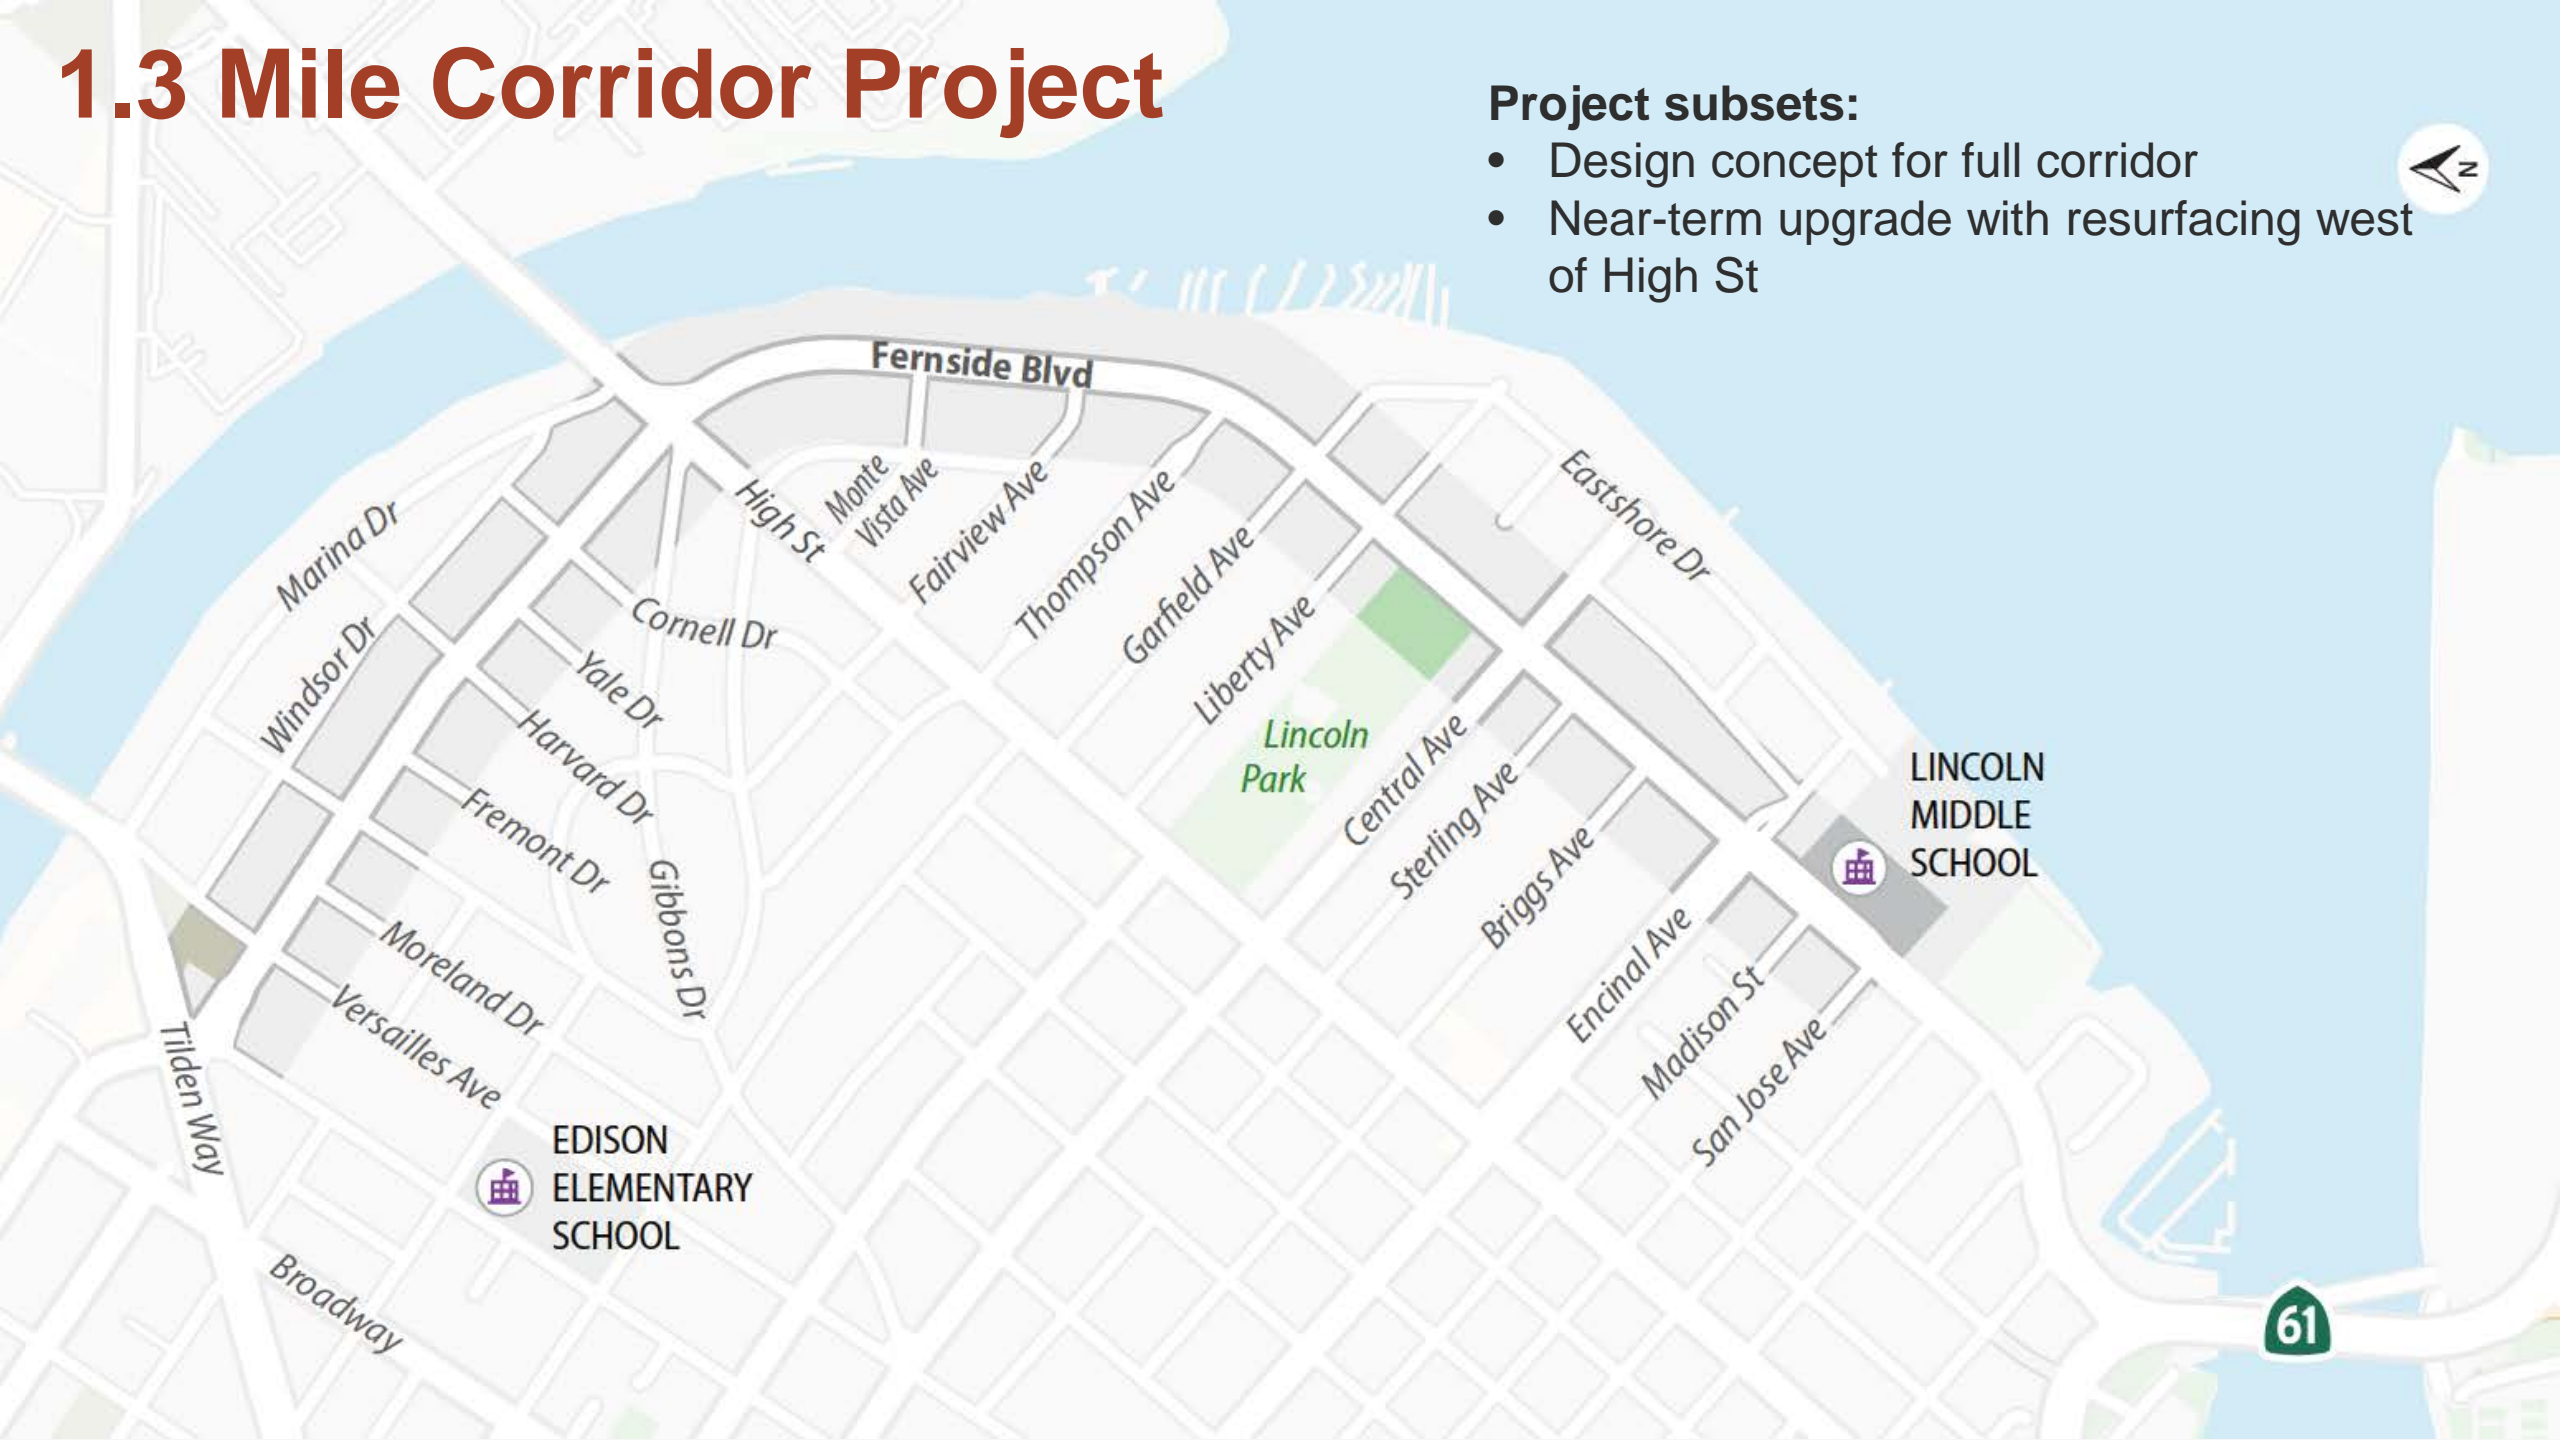 1.3 Mile Corridor Project
Project subsets:
• Design concept for full corridor
• Near-term upgrade with resurfacing west
of High St
N
Fernside Blvd
Marina Dr
Windsor Dr
High St
Monte
Vista Ave
Fairview Ave
Thompson Ave
Garfield Ave
Liberty Ave
Eastshore Dr
Cornell Dr
Yale Dr
Harvard Dr
Fremont Dr
Gibbons Dr
Moreland Dr
Versailles Ave
Tilden Way
Broadway
Lincoln
Park
Central Ave
Sterling Ave
Briggs Ave
Encinal Ave
Madison St
San Jose Ave
LINCOLN
MIDDLE
SCHOOL
EDISON
ELEMENTARY
SCHOOL
61